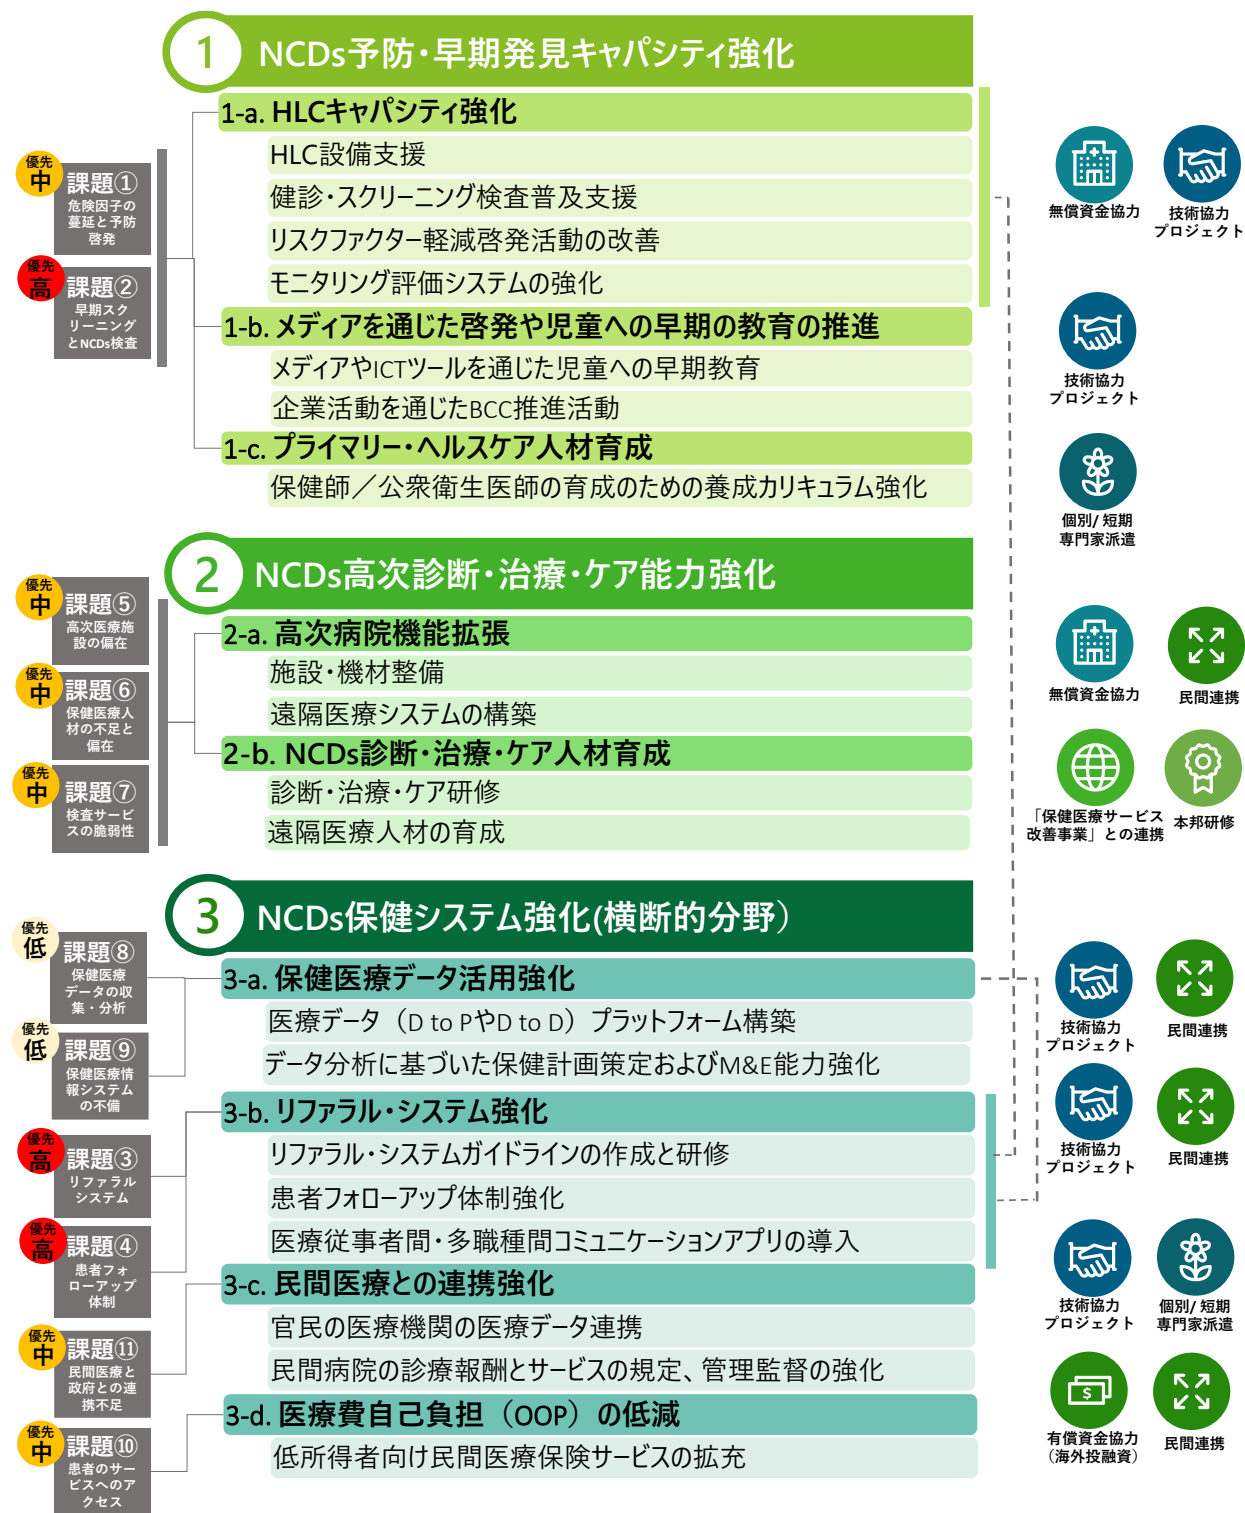 1
NCDs予防・早期発見キャパシティ強化
1-a. HLCキャパシティ強化
HLC設備支援
健診・スクリーニング検査普及支援
リスクファクター軽減啓発活動の改善
モニタリング評価システムの強化
1-b. メディアを通じた啓発や児童への早期の教育の推進
メディアやICTツールを通じた児童への早期教育
企業活動を通じたBCC推進活動
1-c. プライマリー・ヘルスケア人材育成
保健師／公衆衛生医師の育成のための養成カリキュラム強化
優先
中
課題①
危険因子の
蔓延と予防
啓発
優先
高
課題②
早期スク
リーニング
とNCDs検査
無償資金協力
技術協力
プロジェクト
技術協力
プロジェクト
個別/ 短期
専門家派遣
2
NCDs高次診断・治療・ケア能力強化
2-a. 高次病院機能拡張
施設・機材整備
遠隔医療システムの構築
2-b. NCDs診断・治療・ケア人材育成
診断・治療・ケア研修
遠隔医療人材の育成
優先
中
課題⑤
高次医療施
設の偏在
優先
中
課題⑥
保健医療人
材の不足と
偏在
優先
中
課題⑦
検査サービ
スの脆弱性
無償資金協力
民間連携
「保健医療サービス
改善事業」との連携
本邦研修
3
NCDs保健システム強化(横断的分野）
3-a. 保健医療データ活用強化
医療データ（D to PやD to D）プラットフォーム構築
データ分析に基づいた保健計画策定およびM&E能力強化
3-b. リファラル・システム強化
リファラル・システムガイドラインの作成と研修
患者フォローアップ体制強化
医療従事者間・多職種間コミュニケーションアプリの導入
3-c. 民間医療との連携強化
官民の医療機関の医療データ連携
民間病院の診療報酬とサービスの規定、管理監督の強化
3-d. 医療費自己負担（OOP）の低減
低所得者向け民間医療保険サービスの拡充
優先
低
課題⑧
保健医療
データの収
集・分析
優先
低
課題⑨
保健医療情
報システム
の不備
優先
高
課題③
リファラル
システム
優先
高
課題④
患者フォ
ローアップ
体制
優先
中
課題⑪
民間医療と
政府との連
携不足
優先
中
課題⑩
患者のサー
ビスへのア
クセス
技術協力
プロジェクト
民間連携
技術協力
プロジェクト
民間連携
技術協力
プロジェクト
個別/ 短期
専門家派遣
$
有償資金協力
（海外投融資）
民間連携